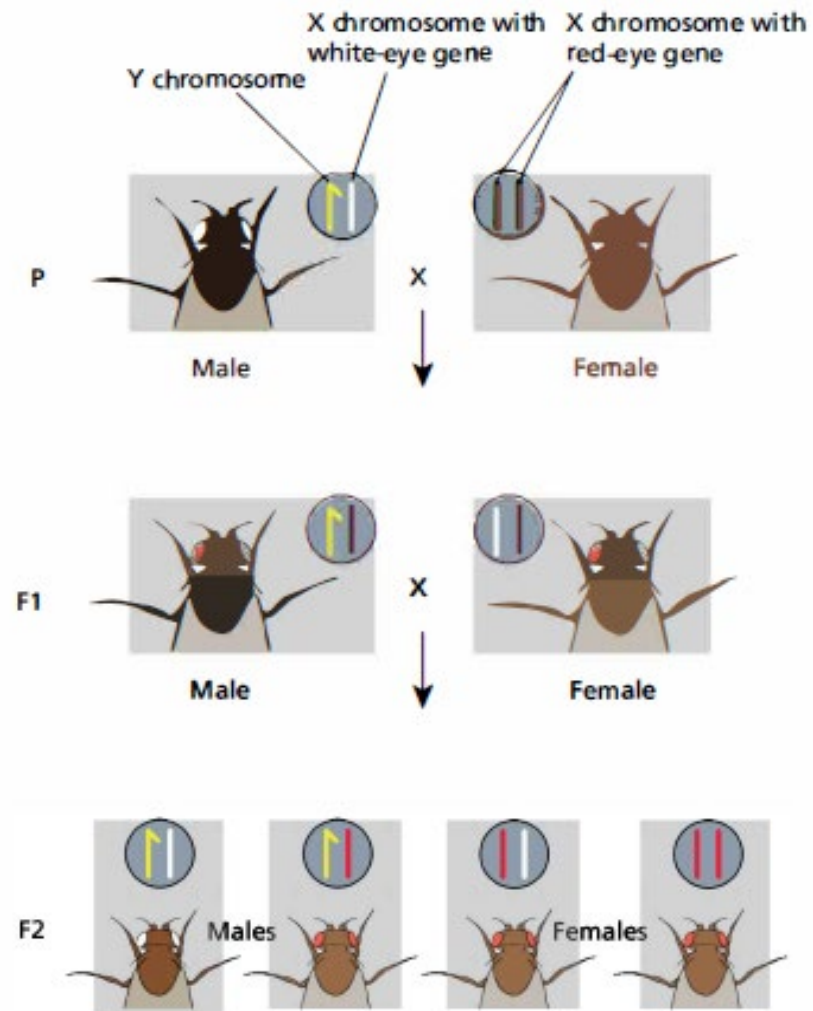 X chromosome with
white-eye gene
X chromosome with
red-eye gene
Y chromosome
P
X
Male
Female
F1
X
Male
Female
F2
Males
Females